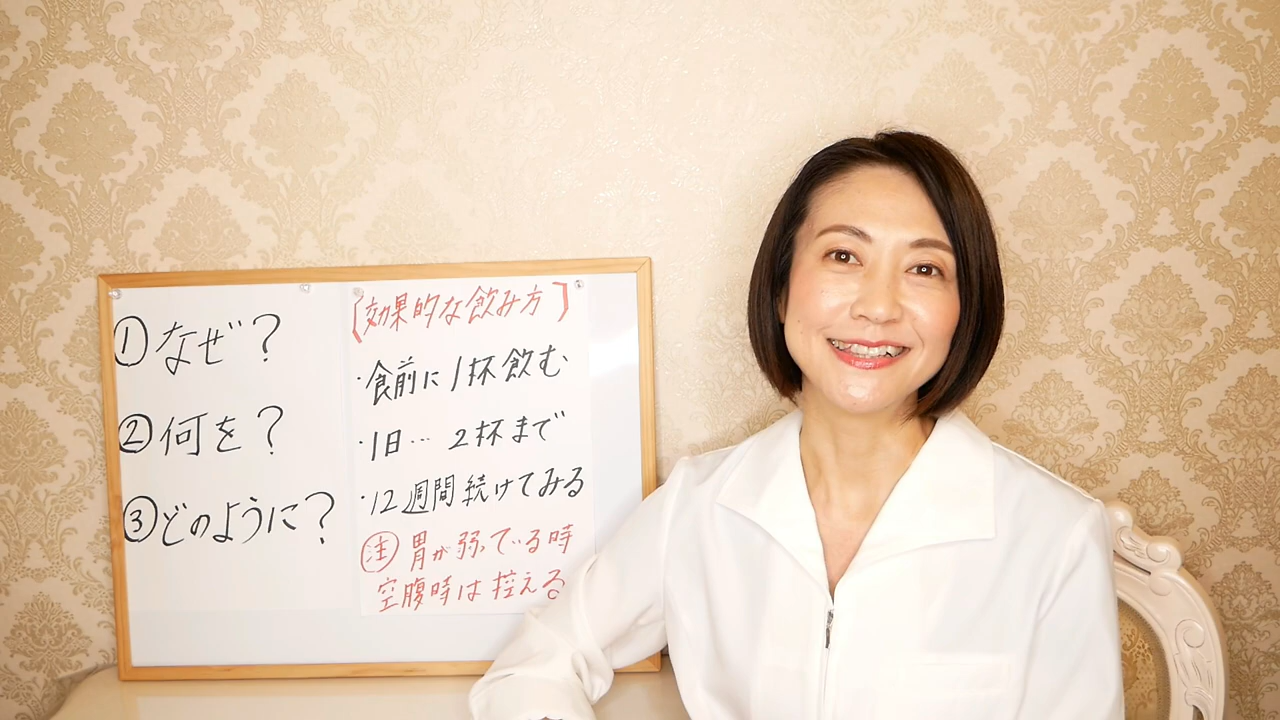 ①なぜ?
②何を?
③どのように?
[効果的な飲み方]
・食前に1杯飲む
・1日… 2杯まで
・12週間続けてみる
㊟胃が弱っている時
空腹時は控える